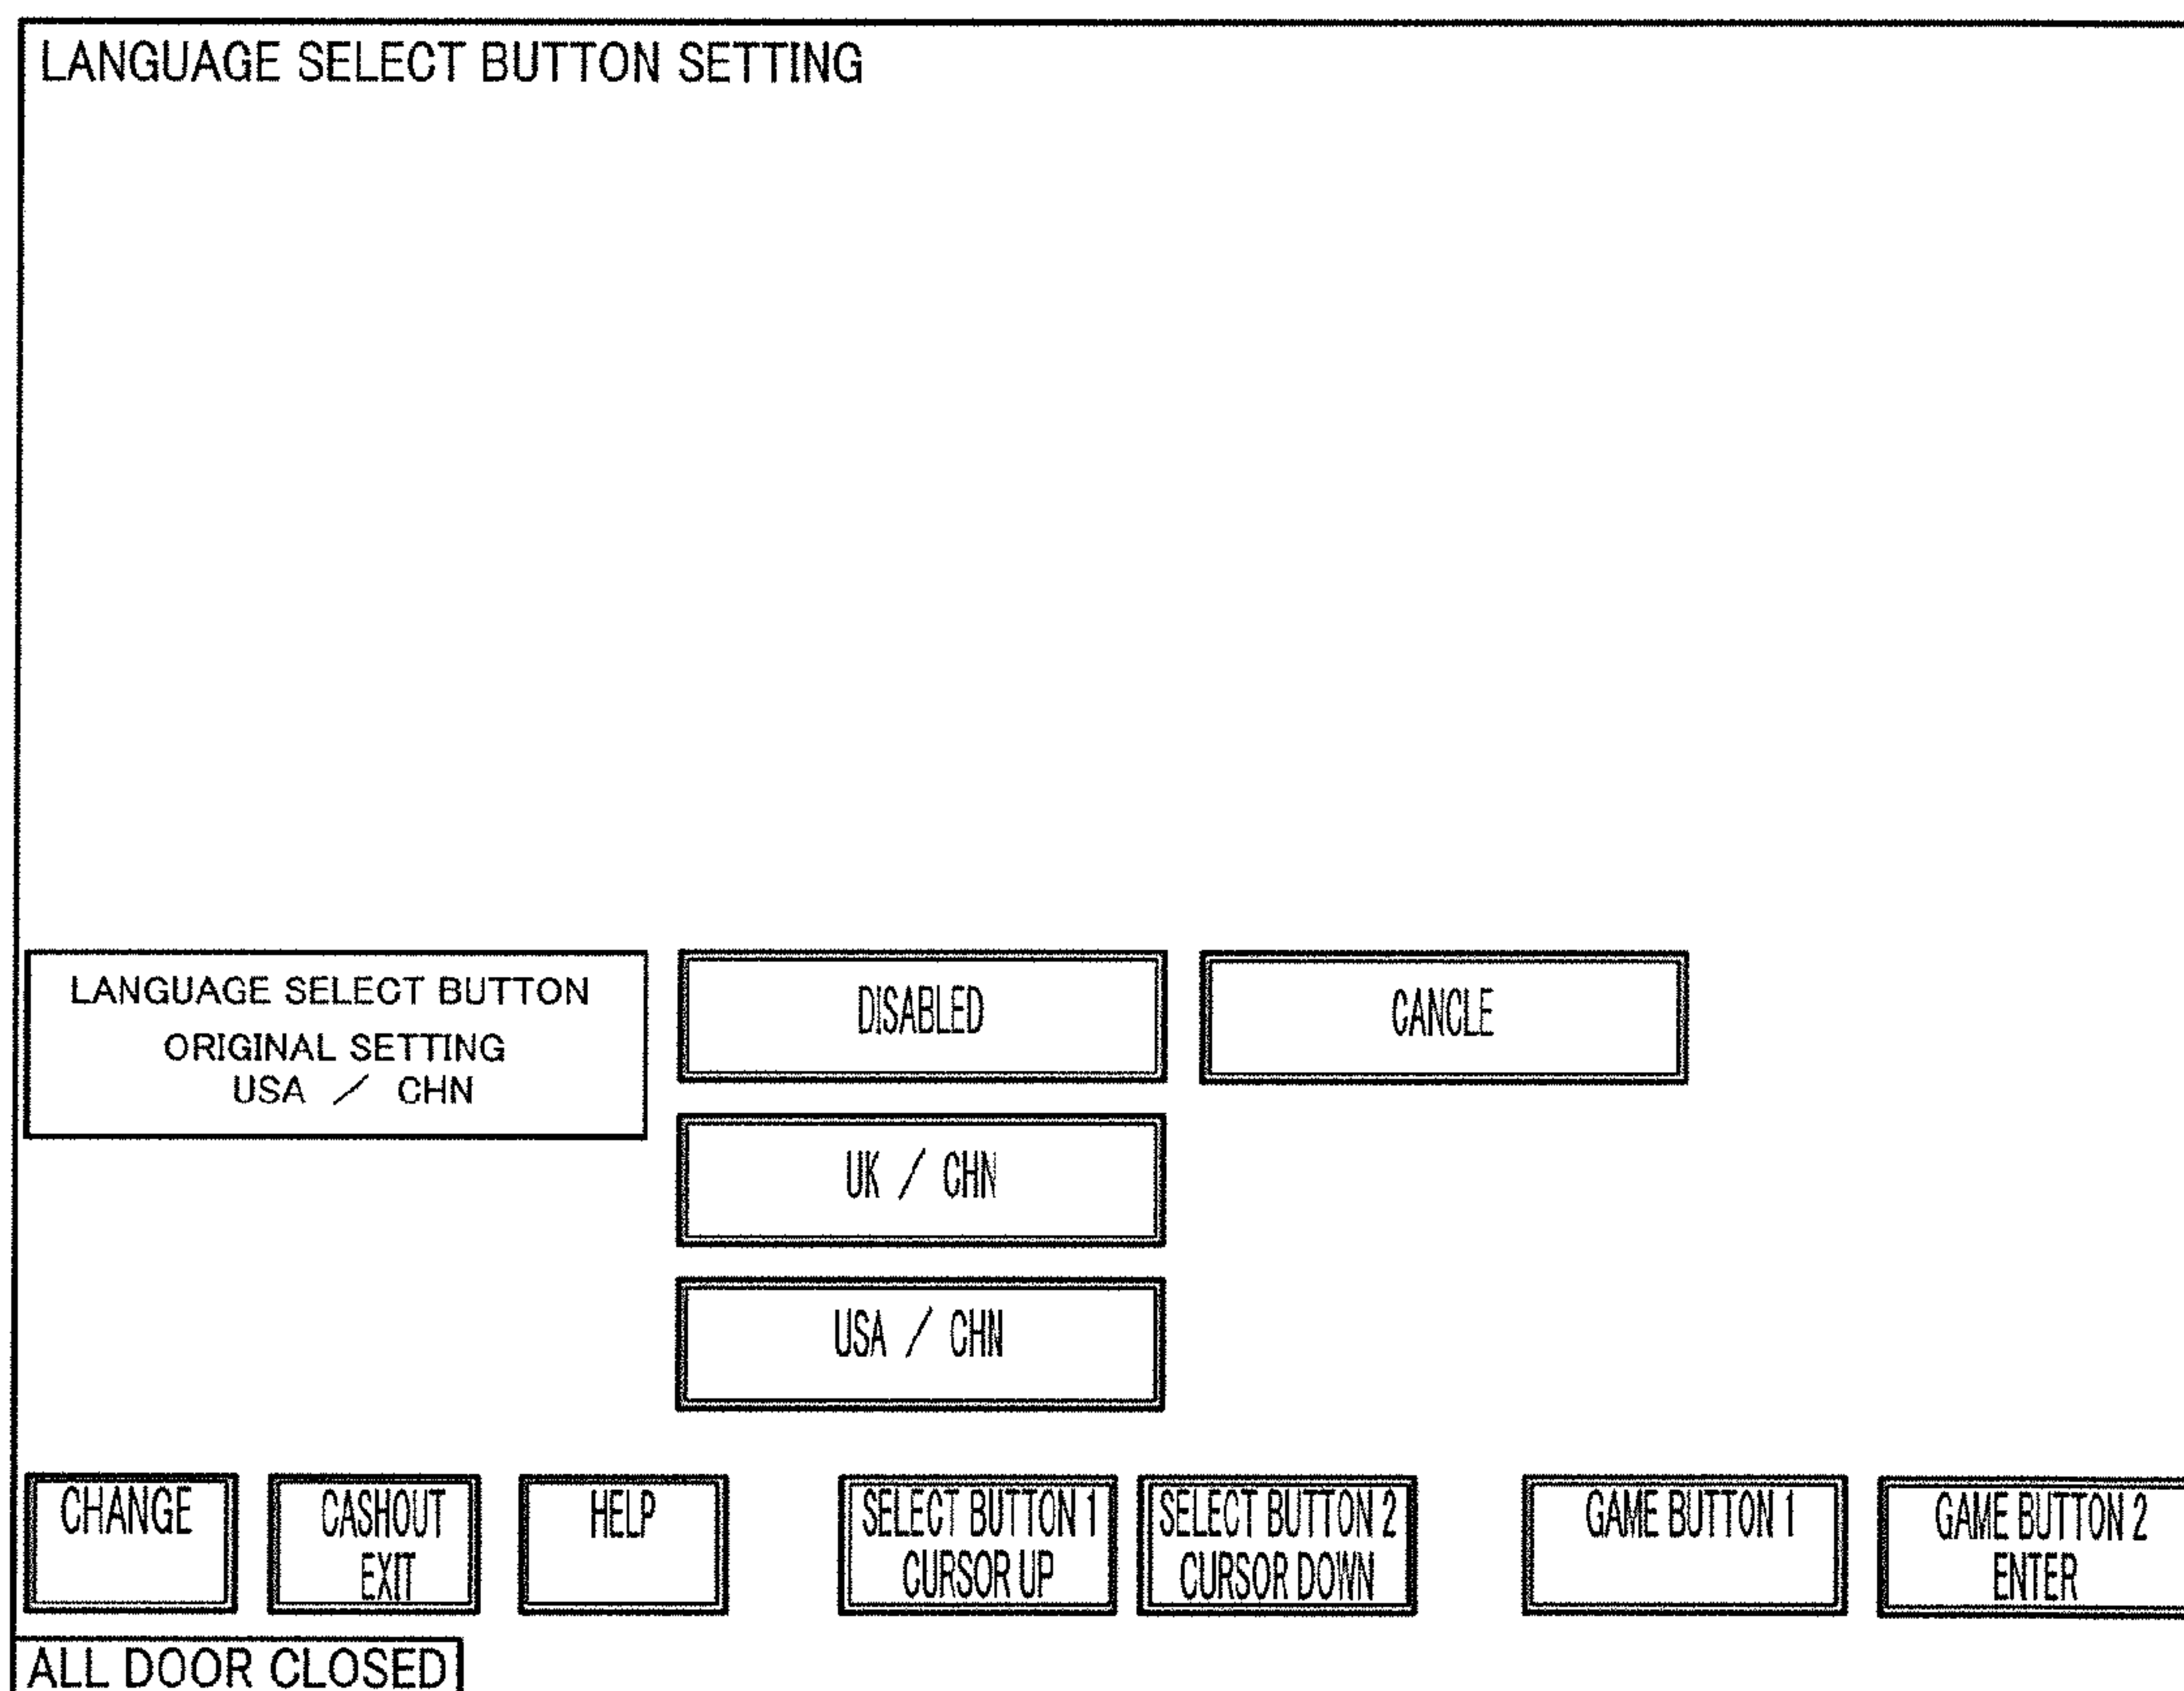 LANGUAGE SELECT BUTTON SETTING
LANGUAGE SELECT BUTTON
ORIGINAL SETTING
USA / CHN
DISABLED
CANCLE
UK / CHN
USA / CHN
CHANGE
CASHOUT
EXIT
HELP
SELECT BUTTON 1
CURSOR UP
SELECT BUTTON 2
CURSOR DOWN
GAME BUTTON 1
GAME BUTTON 2
ENTER
ALL DOOR CLOSED